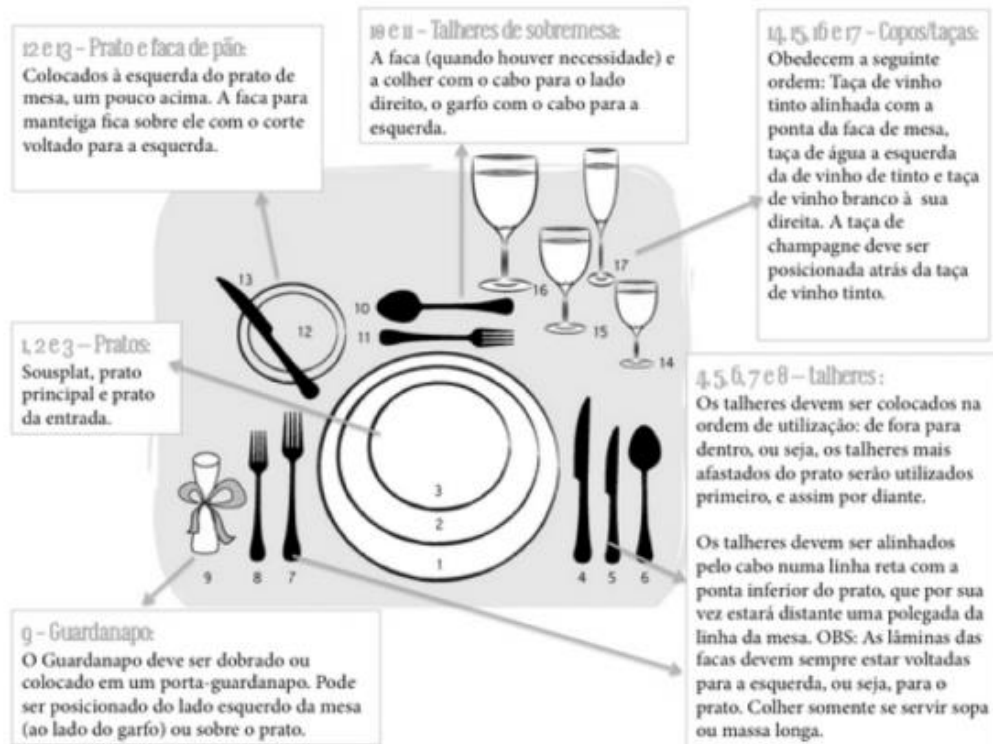 12 e 13 – Prato e faca de pão:
Colocados à esquerda do prato de
mesa, um pouco acima. A faca para
manteiga fica sobre ele com o corte
voltado para a esquerda.
10 e 11 – Talheres de sobremesa:
A faca (quando houver necessidade) e
a colher com o cabo para o lado
direito, o garfo com o cabo para a
esquerda.
14, 15, 16 e 17 – Copos/taças:
Obedecem a seguinte
ordem: Taça de vinho
tinto alinhada com a
ponta da faca de mesa,
taça de água a esquerda
da de vinho de tinto e taça
de vinho branco à sua
direita. A taça de
champagne deve ser
posicionada atrás da taça
de vinho tinto.
13
12
10
11
16
17
15
14
1, 2 e 3 – Pratos:
Sousplat, prato
principal e prato
da entrada.
3
2
1
9
8
7
4
5
6
4, 5, 6, 7 e 8 – talheres :
Os talheres devem ser colocados na
ordem de utilização: de fora para
dentro, ou seja, os talheres mais
afastados do prato serão utilizados
primeiro, e assim por diante.
Os talheres devem ser alinhados
pelo cabo numa linha reta com a
ponta inferior do prato, que por sua
vez estará distante uma polegada da
linha da mesa. OBS: As lâminas das
facas devem sempre estar voltadas
para a esquerda, ou seja, para o
prato. Colher somente se servir sopa
ou massa longa.
9 – Guardanapo:
O Guardanapo deve ser dobrado ou
colocado em um porta-guardanapo. Pode
ser posicionado do lado esquerdo da mesa
(ao lado do garfo) ou sobre o prato.